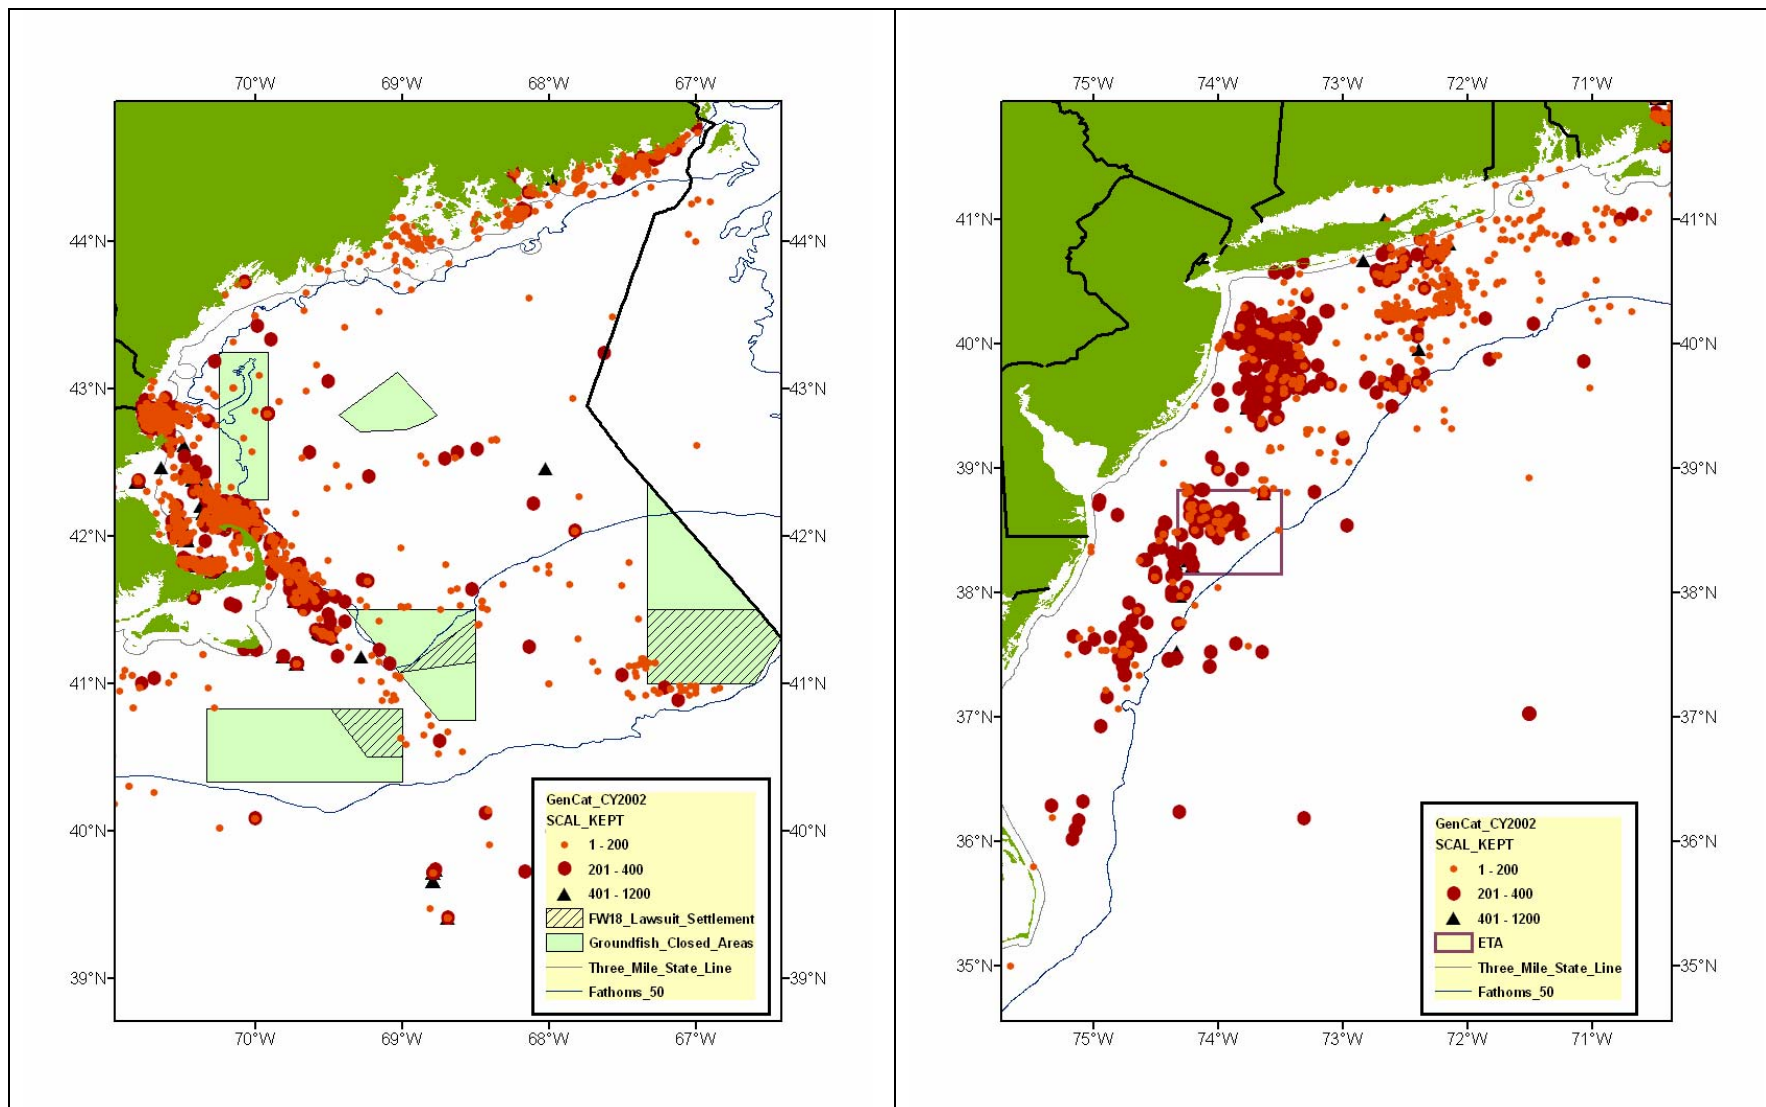 70°W 69°W 68°W 67°W
44°N 44°N
43°N 43°N
42°N 42°N
41°N 41°N
40°N 40°N
39°N 39°N
70°W 69°W 68°W 67°W
GenCat_CY2002
SCAL_KEPT
1 - 200
201 - 400
401 - 1200
FW18_Lawsuit_Settlement
Groundfish_Closed_Areas
Three_Mile_State_Line
Fathoms_50
75°W 74°W 73°W 72°W 71°W
41°N 41°N
40°N 40°N
39°N 39°N
38°N 38°N
37°N 37°N
36°N 36°N
35°N 35°N
75°W 74°W 73°W 72°W 71°W
GenCat_CY2002
SCAL_KEPT
1 - 200
201 - 400
401 - 1200
ETA
Three_Mile_State_Line
Fathoms_50